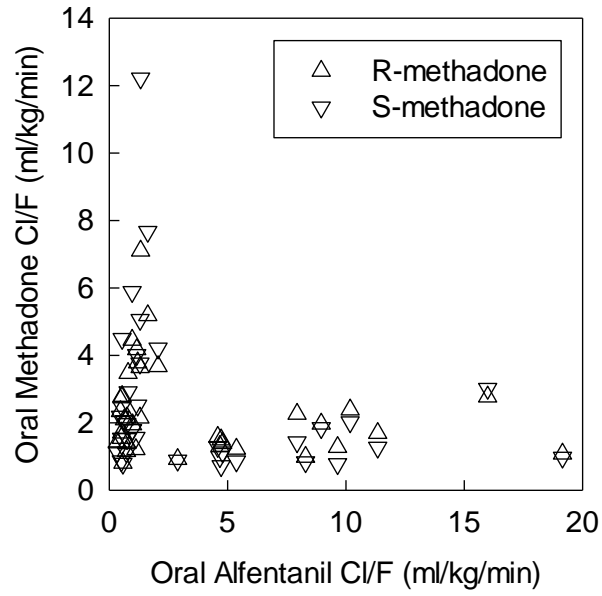 14
12
10
8
6
4
2
0
Oral Methadone Cl/F (ml/kg/min)
R-methadone
S-methadone
0 5 10 15 20
Oral Alfentanil Cl/F (ml/kg/min)